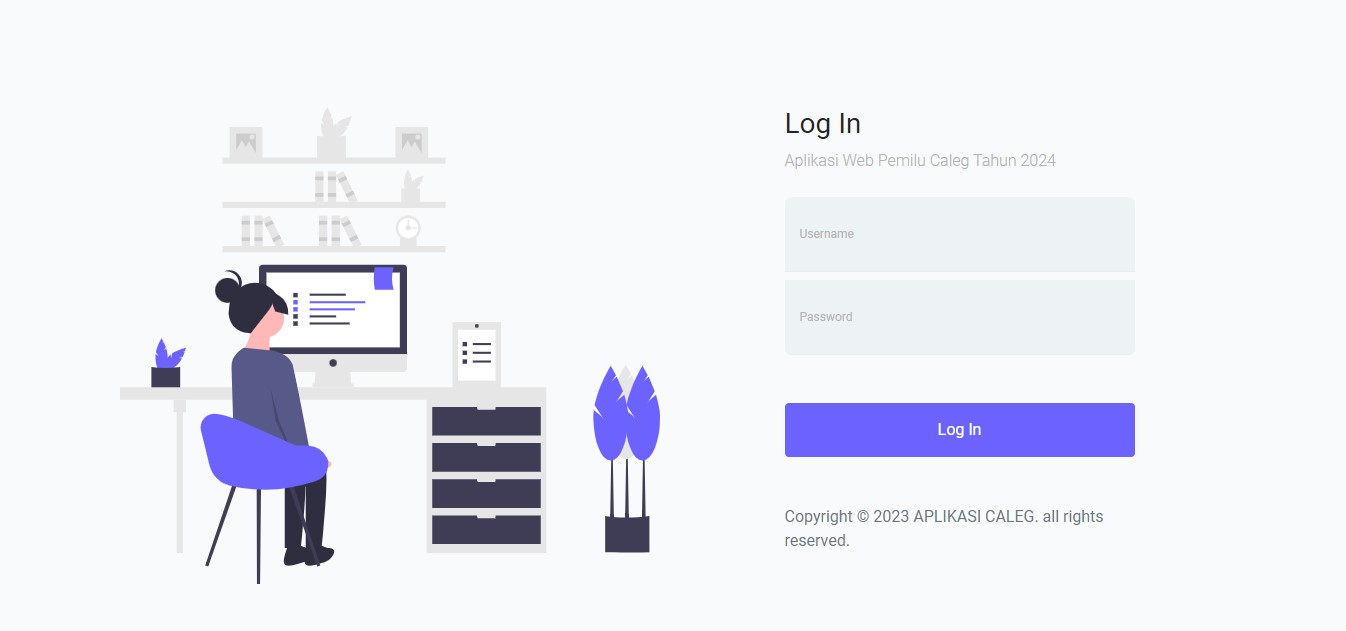 Log In
Aplikasi Web Pemilu Caleg Tahun 2024
Username
Password
Log In
Copyright © 2023 APLIKASI CALEG. all rights
reserved.